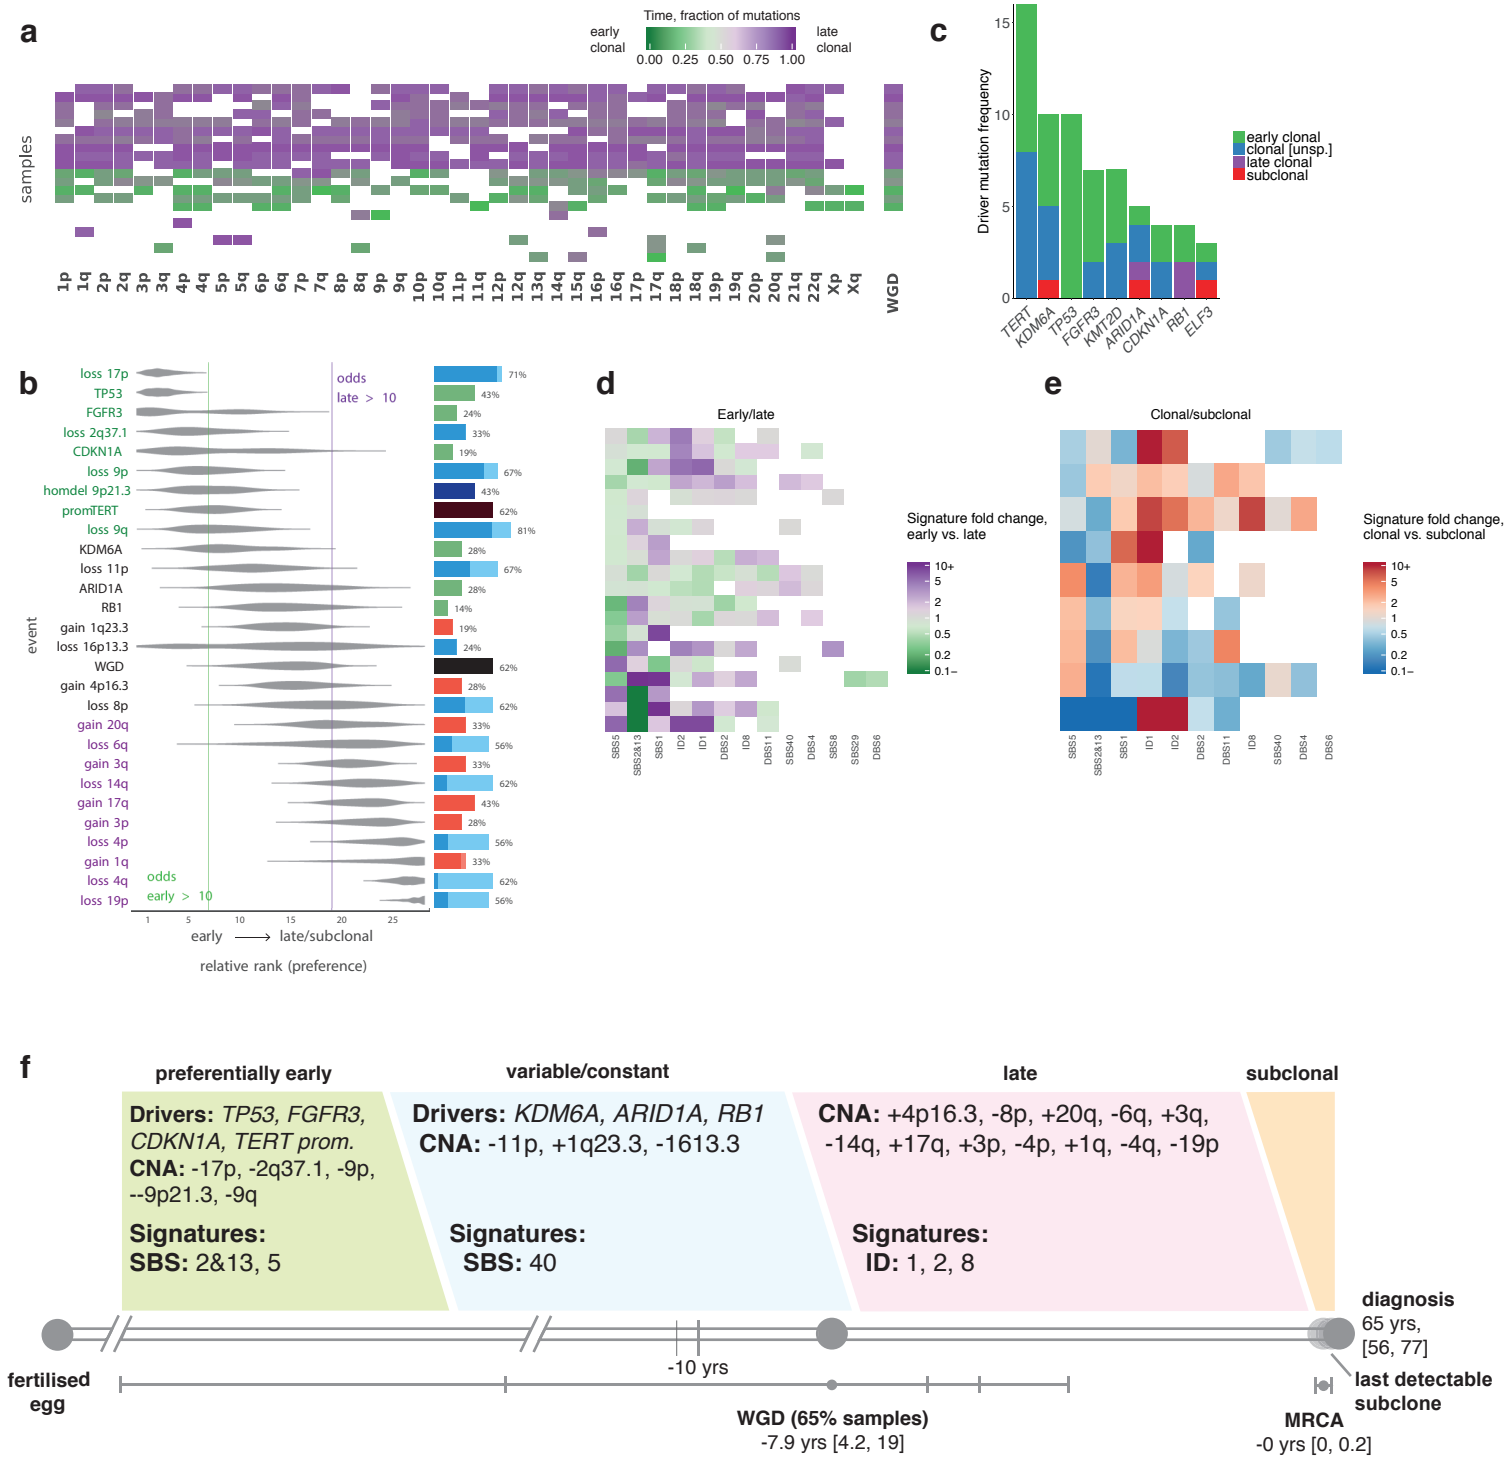 a
Time, fraction of mutations
early
clonal
late
clonal
0.00 0.25 0.50 0.75 1.00
samples
1p 1q 2p 2q 3p 3q 4p 4q 5p 5q 6p 6q 7p 7q 8p 8q 9p 9q 10p 10q 11p 11q 12p 12q 13q 14q 15q 16p 16q 17p 17q 18p 18q 19p 19q 20p 20q 21q 22q Xp Xq WGD
c
Driver mutation frequency
15
10
5
0
TERT KDM6A TP53 FGFR3 KMT2D ARID1A CDKN1A RB1 ELF3
early clonal
clonal [unsp.]
late clonal
subclonal
b
event
odds
late > 10
loss 17p 71%
TP53 43%
FGFR3 24%
loss 2q37.1 33%
CDKN1A 19%
loss 9p 67%
homdel 9p21.3 43%
promTERT 62%
loss 9q 81%
KDM6A 28%
loss 11p 67%
ARID1A 28%
RB1 14%
gain 1q23.3 19%
loss 16p13.3 24%
WGD 62%
gain 4p16.3 28%
loss 8p 62%
gain 20q 33%
loss 6q 56%
gain 3q 33%
loss 14q 62%
gain 17q 43%
gain 3p 28%
loss 4p 56%
gain 1q 33%
loss 4q 62%
loss 19p 56%
odds
early > 10
1 5 10 15 20 25
early → late/subclonal
relative rank (preference)
d
Early/late
SBS5 SBS2&13 SBS1 ID2 ID1 DBS2 ID8 DBS11 SBS40 DBS4 SBS8 SBS29 DBS6
Signature fold change,
early vs. late
10+
5
2
1
0.5
0.2
0.1−
e
Clonal/subclonal
SBS5 SBS2&13 SBS1 ID1 ID2 DBS2 DBS11 ID8 SBS40 DBS4 DBS6
Signature fold change,
clonal vs. subclonal
10+
5
2
1
0.5
0.2
0.1−
f
preferentially early
variable/constant
late
subclonal
Drivers: TP53, FGFR3,
CDKN1A, TERT prom.
CNA: -17p, -2q37.1, -9p,
--9p21.3, -9q
Signatures:
SBS: 2&13, 5
Drivers: KDM6A, ARID1A, RB1
CNA: -11p, +1q23.3, -1613.3
Signatures:
SBS: 40
CNA: +4p16.3, -8p, +20q, -6q, +3q,
-14q, +17q, +3p, -4p, +1q, -4q, -19p
Signatures:
ID: 1, 2, 8
diagnosis
65 yrs,
[56, 77]
fertilised
egg
-10 yrs
last detectable
subclone
WGD (65% samples)
-7.9 yrs [4.2, 19]
MRCA
-0 yrs [0, 0.2]